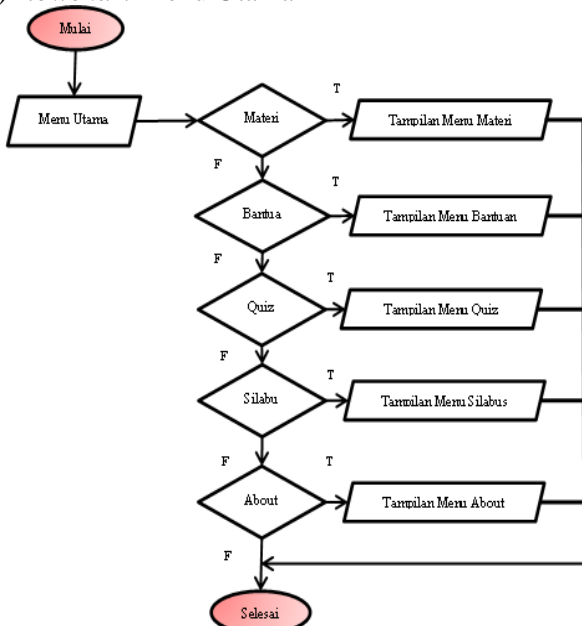 Mulai
Menu Utama
Materi
T
Tampilan Menu Materi
F
Bantua
T
Tampilan Menu Bantuan
F
Quiz
T
Tampilan Menu Quiz
F
Silabu
T
Tampilan Menu Silabus
F
About
T
Tampilan Menu About
F
Selesai